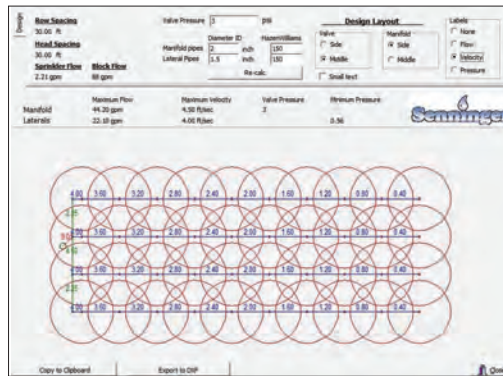 Design
Row Spacing
30.00 ft
Head Spacing
30.00 ft
Sprinkler Flow Block Flow
2.21 gpm 88 gpm
Valve Pressure 3 psi
Diameter ID HazenWilliams
Manifold pipes 2 inch 150
Lateral Pipes 1.5 inch 150
Re-calc
Design Layout
Valve
Side
Middle
Manifold
Side
Middle
Small text
Labels
None
Flow
Velocity
Pressure
Maximum Flow Maximum Velocity Valve Pressure Minimum Pressure
Manifold 44.20 gpm 4.50 ft/sec 3
Laterals 22.10 gpm 4.00 ft/sec 0.56
Senninger
4.00 3.60 3.20 2.80 2.40 2.00 1.60 1.20 0.80 0.40
2.25
3.60 3.20 2.80 2.40 2.00 1.60 1.20 0.80 0.40
3.60 3.20 2.80 2.40 2.00 1.60 1.20 0.80 0.40
2.25
3.60 3.20 2.80 2.40 2.00 1.60 1.20 0.80 0.40
Copy to Clipboard Export to DXF